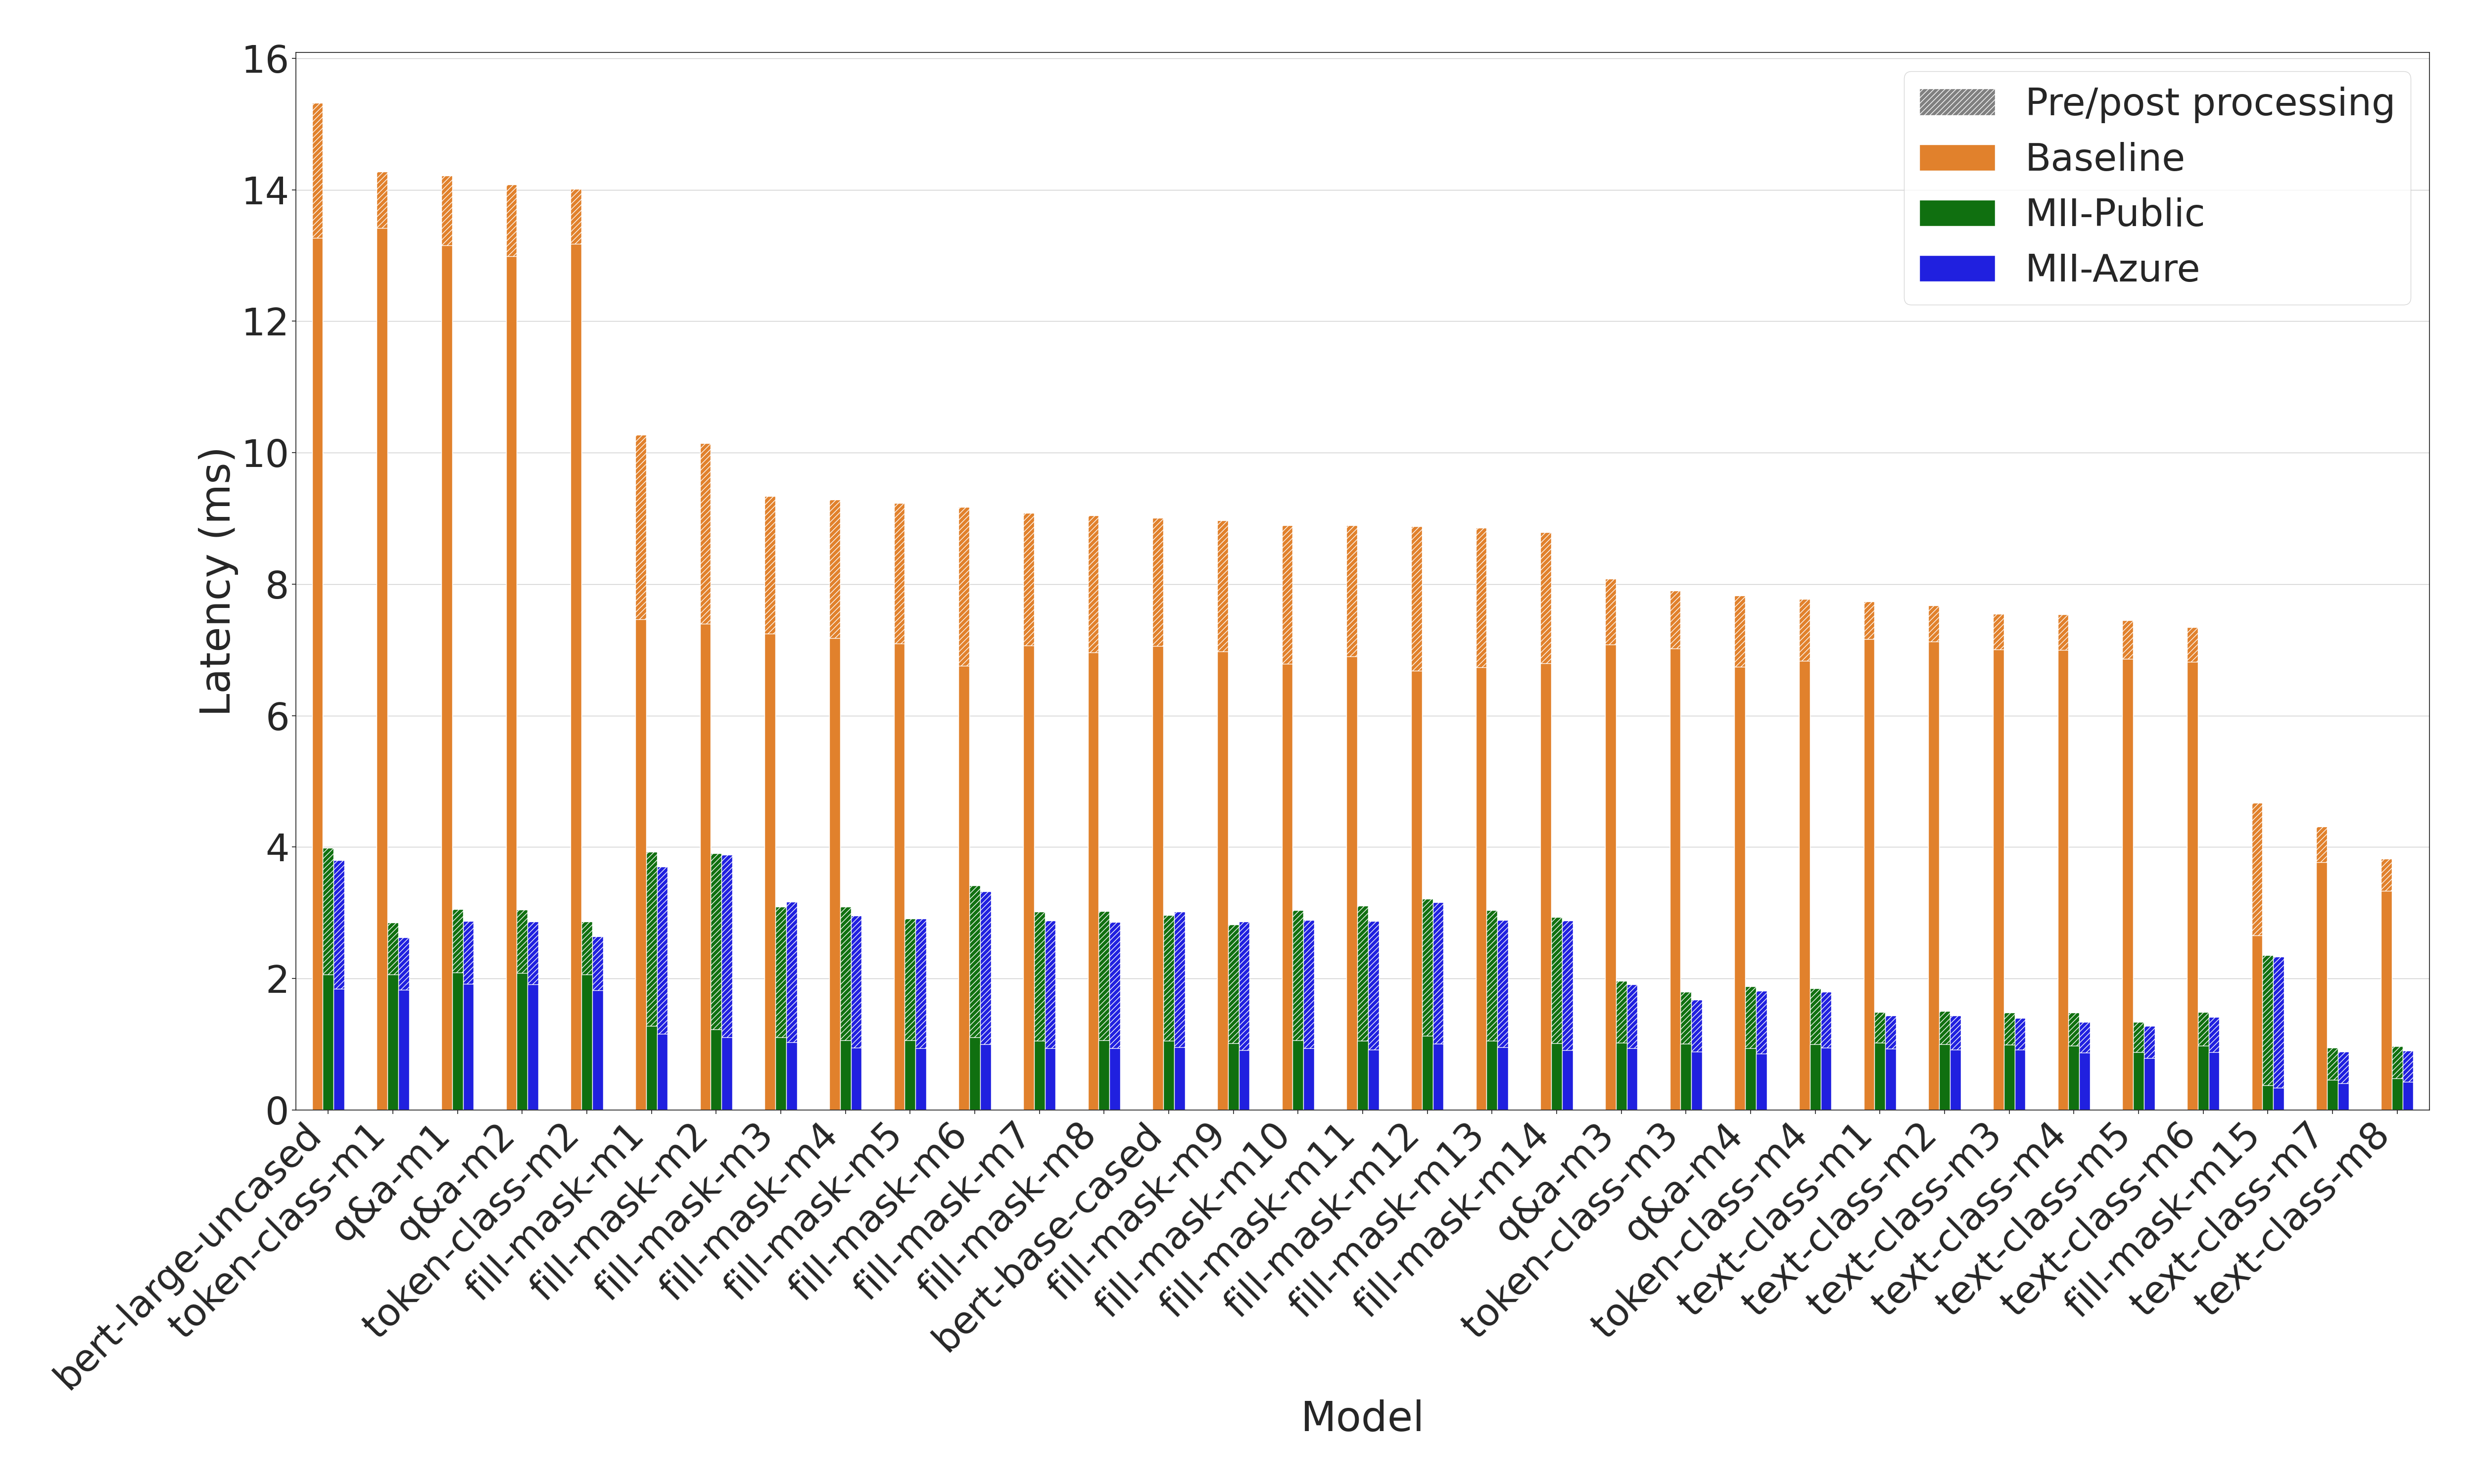 16
14
12
10
8
6
4
2
0
Latency (ms)
Pre/post processing
Baseline
MII-Public
MII-Azure
bert-large-uncased
token-class-m1
q&a-m1
q&a-m2
token-class-m2
fill-mask-m1
fill-mask-m2
fill-mask-m3
fill-mask-m4
fill-mask-m5
fill-mask-m6
fill-mask-m7
fill-mask-m8
bert-base-cased
fill-mask-m9
fill-mask-m10
fill-mask-m11
fill-mask-m12
fill-mask-m13
fill-mask-m14
q&a-m3
token-class-m3
q&a-m4
token-class-m4
text-class-m1
text-class-m2
text-class-m3
text-class-m4
text-class-m5
text-class-m6
fill-mask-m15
text-class-m7
text-class-m8
Model